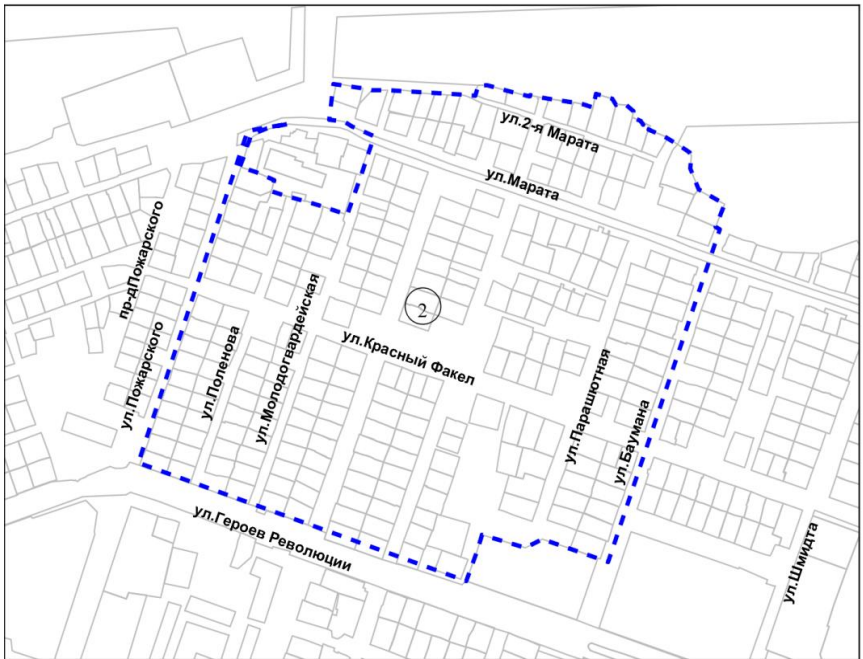 ул.2-я Марата
ул.Марата
пр-дПожарского
2
ул.Красный Факел
ул.Молодогвардейская
ул.Поленова
ул.Пожарского
ул.Парашютная
ул.Баумана
ул.Героев Революции
ул.Шмидта